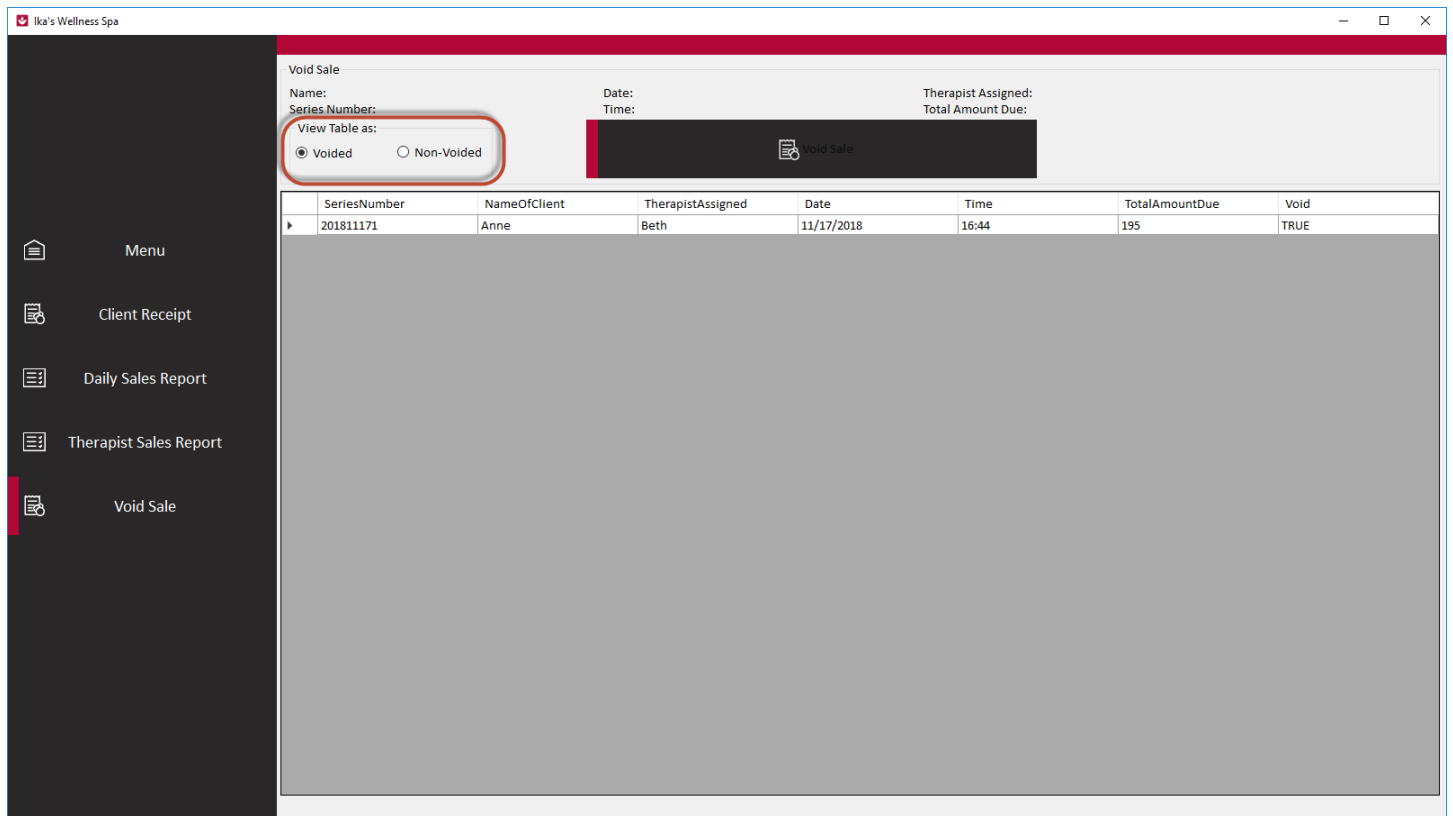 Ika's Wellness Spa
Void Sale
Name: Date: Therapist Assigned:
Series Number: Time: Total Amount Due:
View Table as:
Voided Non-Voided
Void Sale
SeriesNumber NameOfClient TherapistAssigned Date Time TotalAmountDue Void
201811171 Anne Beth 11/17/2018 16:44 195 TRUE
Menu
Client Receipt
Daily Sales Report
Therapist Sales Report
Void Sale